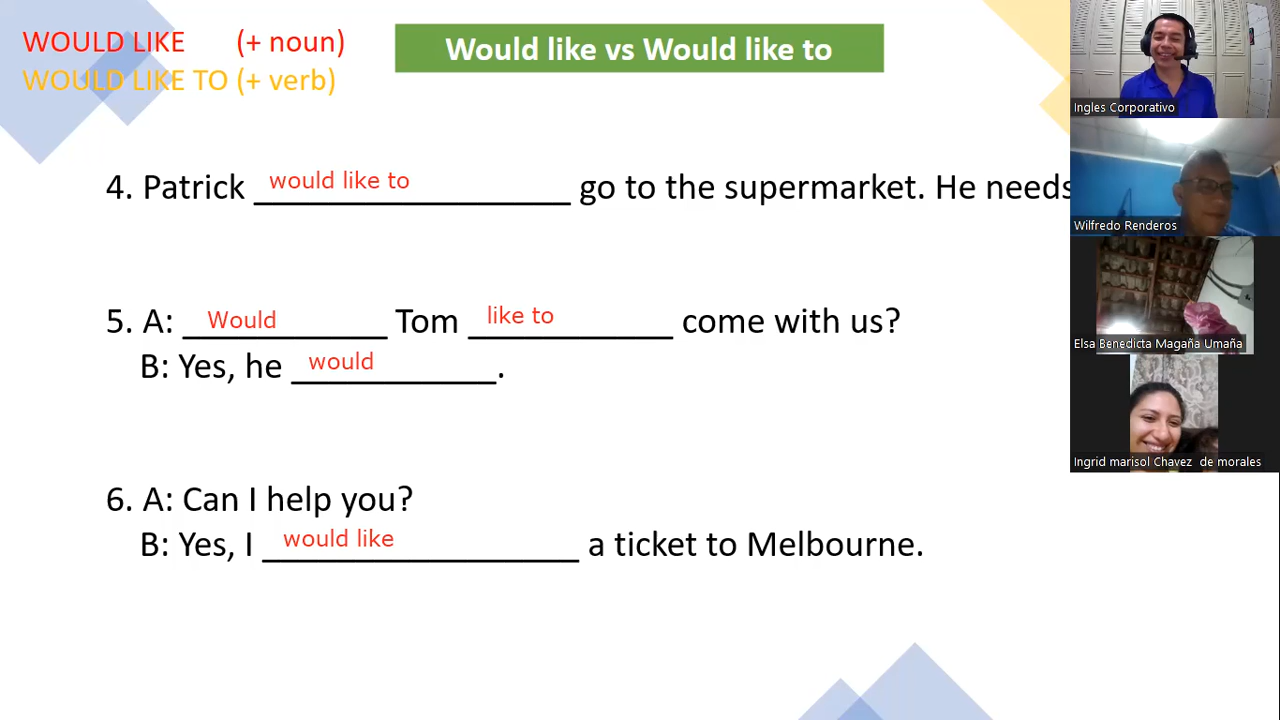 WOULD LIKE (+ noun)
WOULD LIKE TO (+ verb)
Would like vs Would like to
4. Patrick would like to go to the supermarket. He needs
5. A: Would Tom like to come with us?
B: Yes, he would.
6. A: Can I help you?
B: Yes, I would like a ticket to Melbourne.
Ingles Corporativo
Wilfredo Renderos
Elsa Benedicta Magaña Umaña
Ingrid marisol Chavez de morales